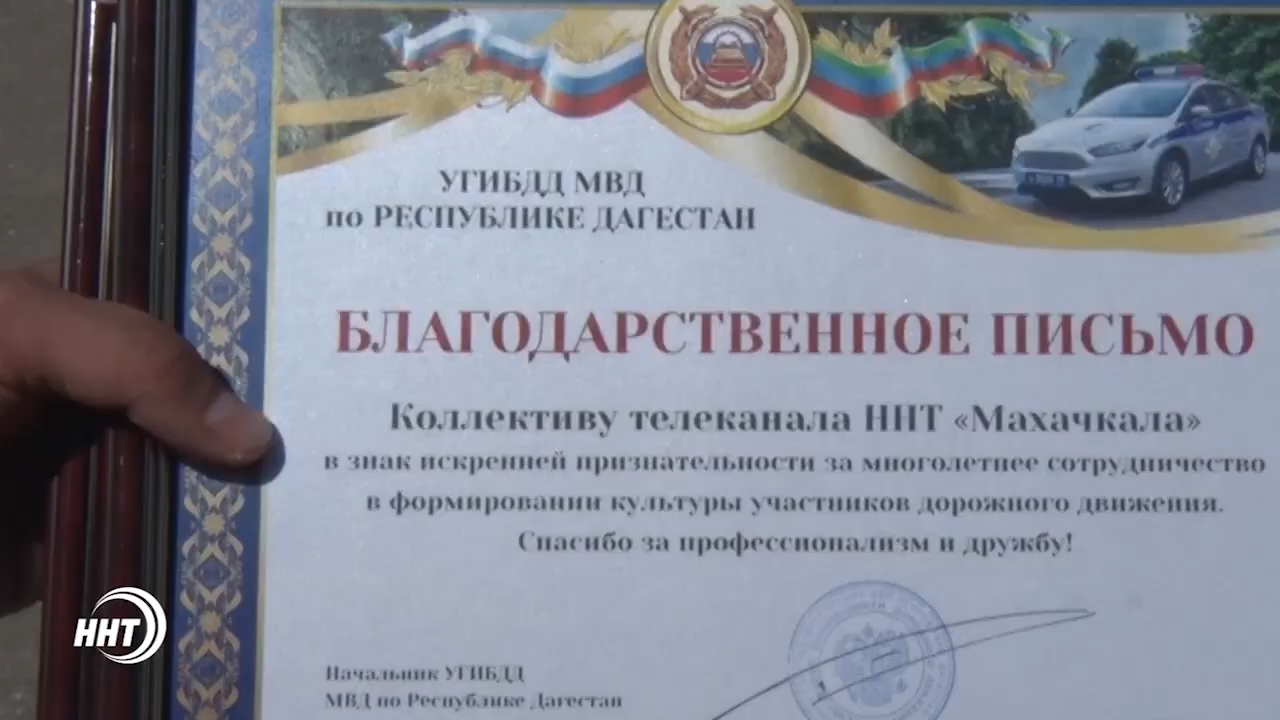 УГИБДД МВД
по РЕСПУБЛИКЕ ДАГЕСТАН
БЛАГОДАРСТВЕННОЕ ПИСЬМО
Коллективу телеканала ННТ «Махачкала»
в знак искренней признательности за многолетнее сотрудничество
в формировании культуры участников дорожного движения.
Спасибо за профессионализм и дружбу!
Начальник УГИБДД
МВД по Республике Дагестан
ННТ